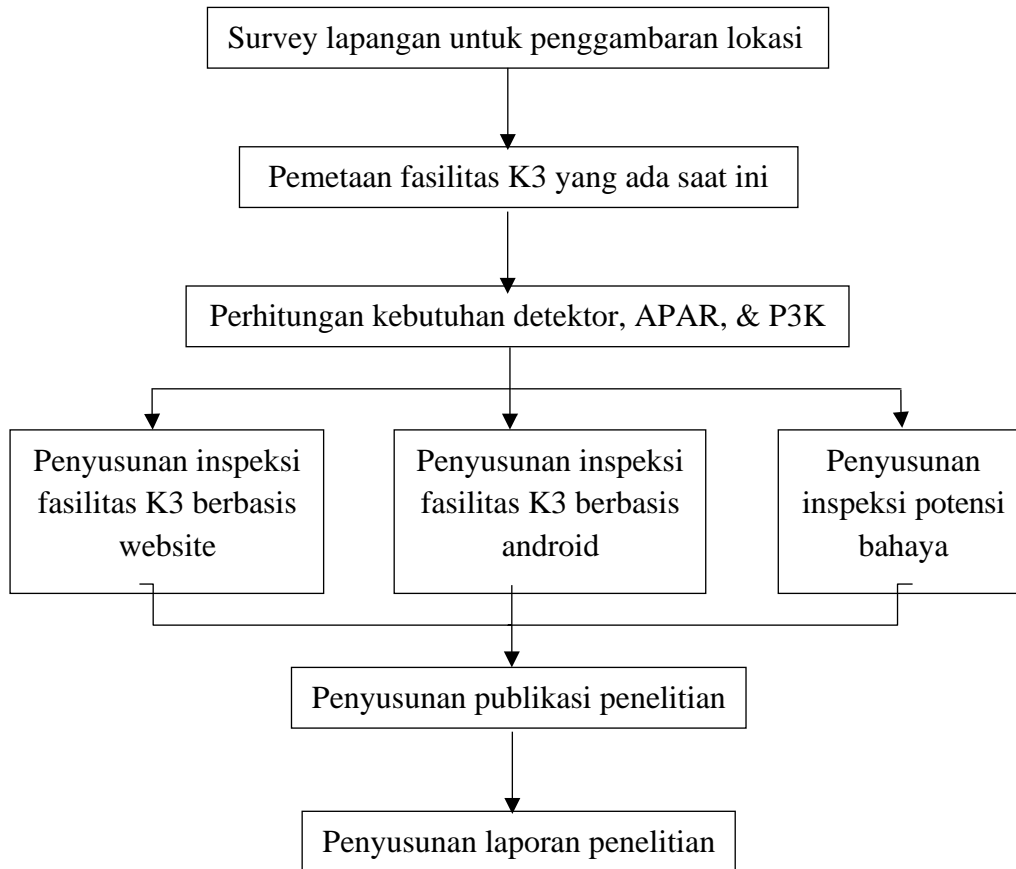 Survey lapangan untuk penggambaran lokasi
Pemetaan fasilitas K3 yang ada saat ini
Perhitungan kebutuhan detektor, APAR, & P3K
Penyusunan inspeksi
fasilitas K3 berbasis
website
Penyusunan inspeksi
fasilitas K3 berbasis
android
Penyusunan
inspeksi potensi
bahaya
Penyusunan publikasi penelitian
Penyusunan laporan penelitian